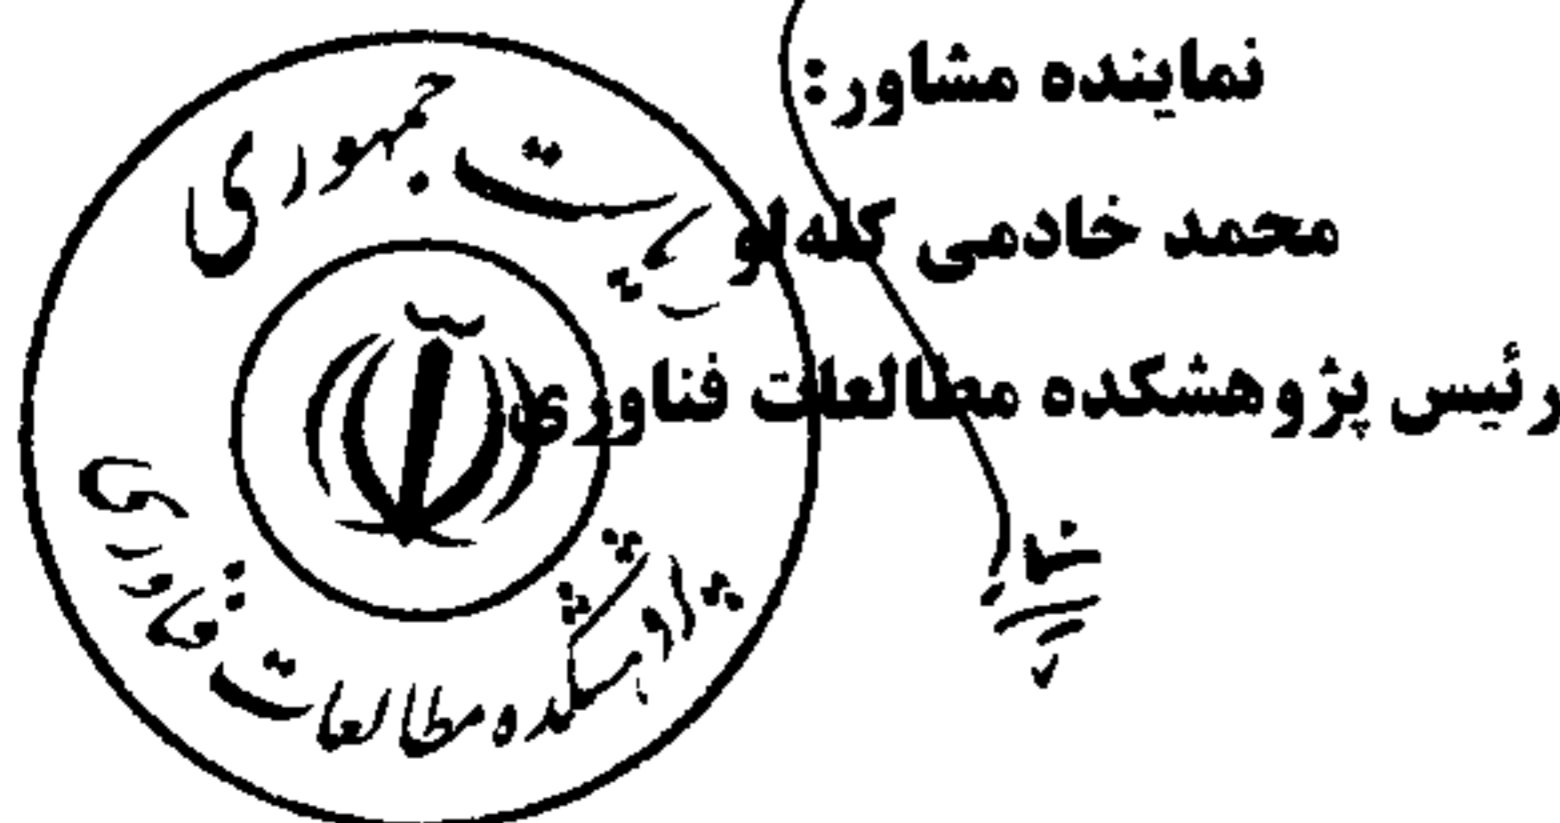 نماینده مشاور:
محمد خادمی کله‌لو
رئیس پژوهشکده مطالعات فناوری
ریاست جمهوری
پژوهشکده مطالعات فناوری